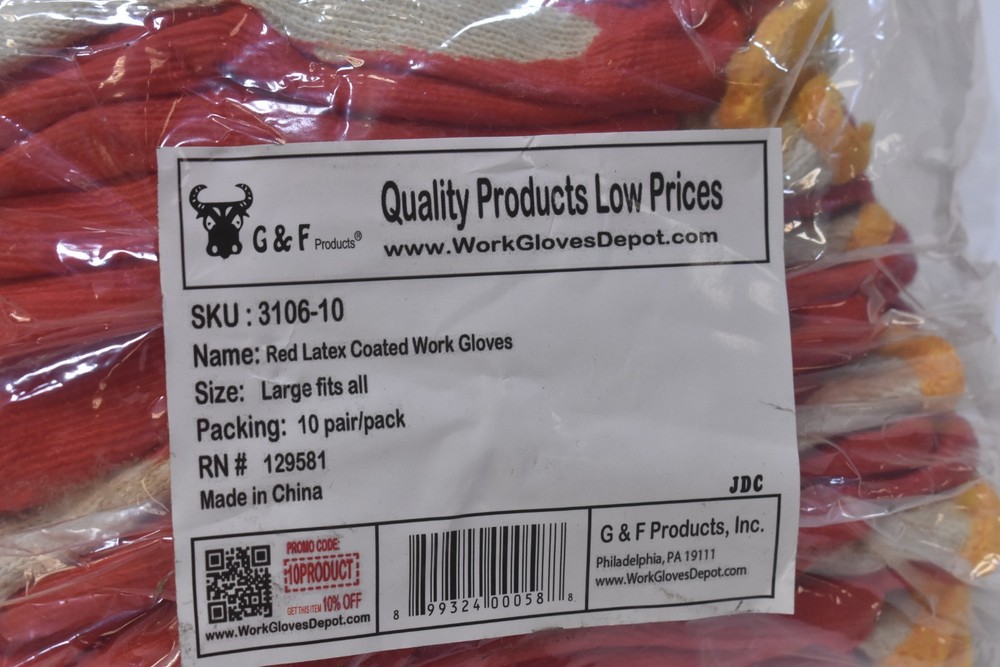 G & F Products®
Quality Products Low Prices
www.WorkGlovesDepot.com
SKU : 3106-10
Name: Red Latex Coated Work Gloves
Size: Large fits all
Packing: 10 pair/pack
RN # 129581
Made in China
JDC
PROMO CODE:
10PRODUCT
GET THIS ITEM 10% OFF
www.WorkGlovesDepot.com
8 99324 00058 8
G & F Products, Inc.
Philadelphia, PA 19111
www.WorkGlovesDepot.com